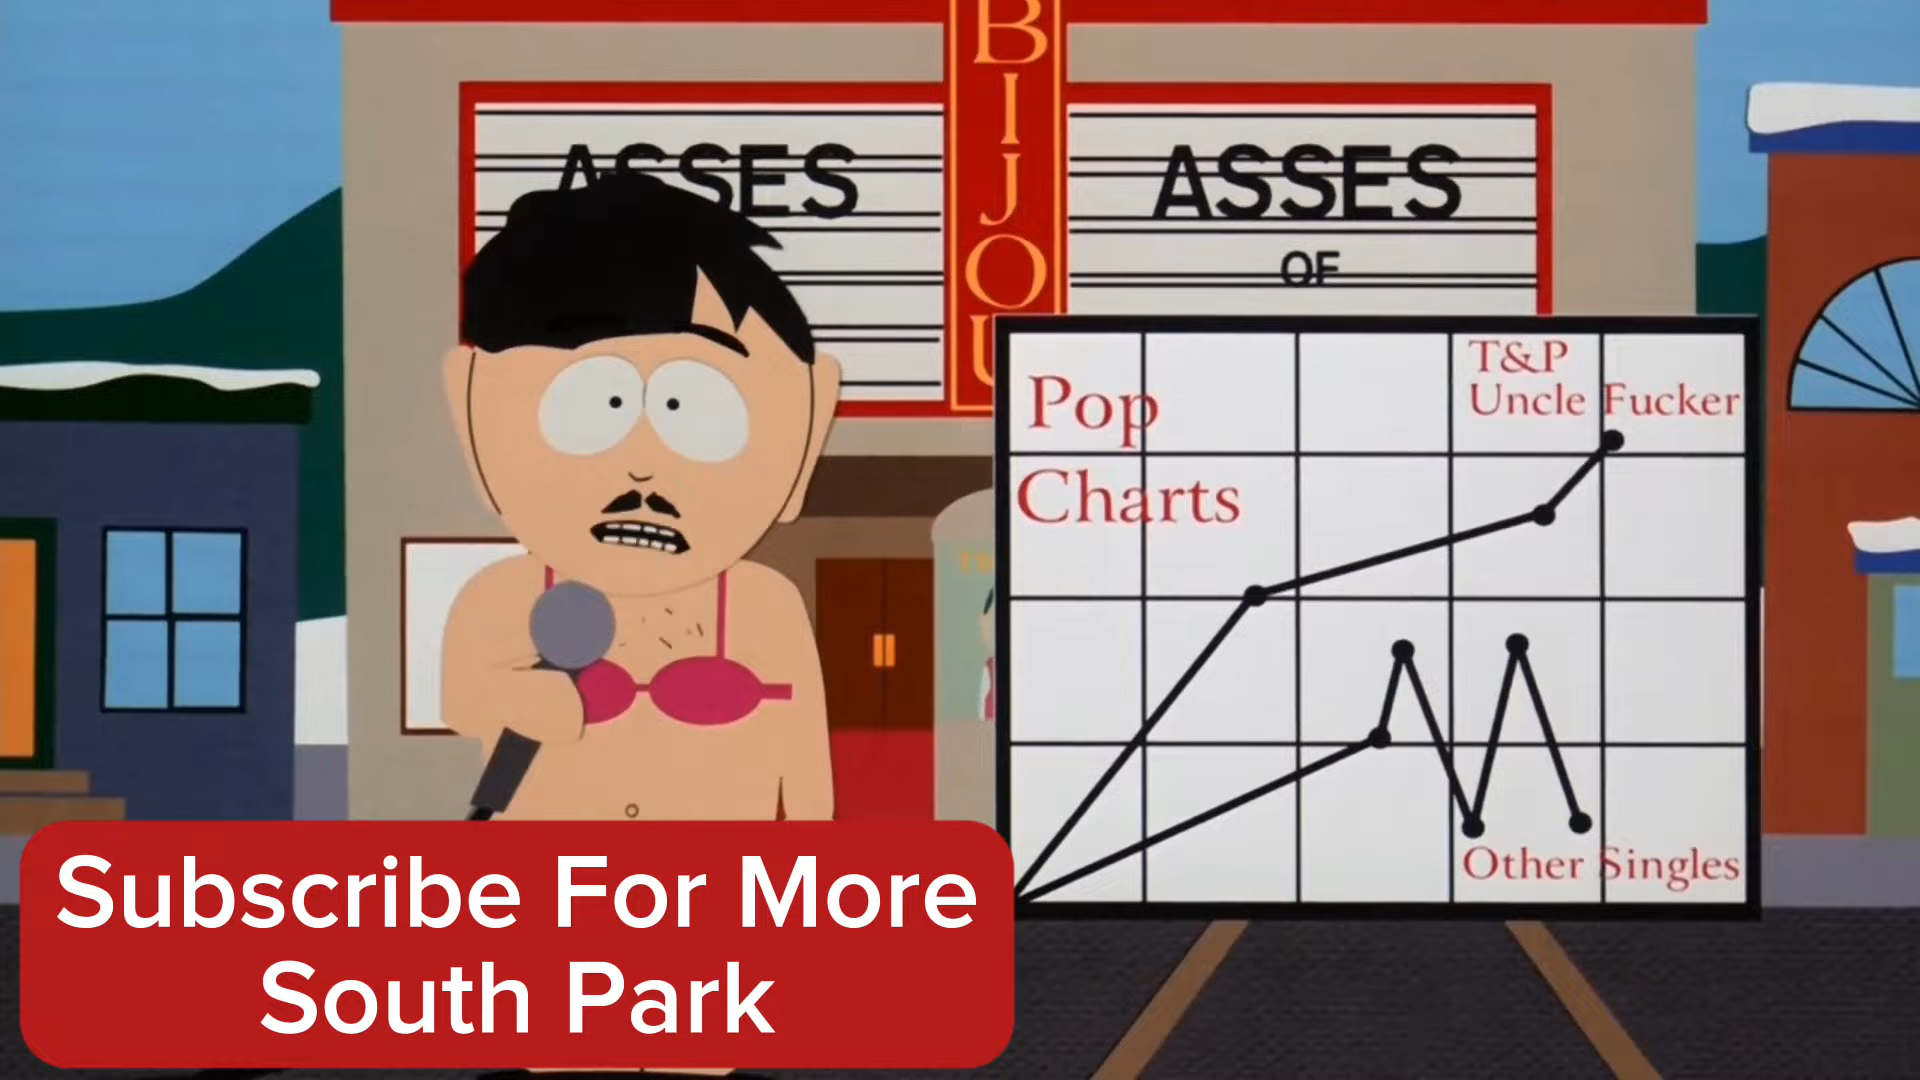 ASSES
BIJOU
ASSES
OF
Pop
Charts
T&P
Uncle Fucker
Other Singles
Subscribe For More
South Park